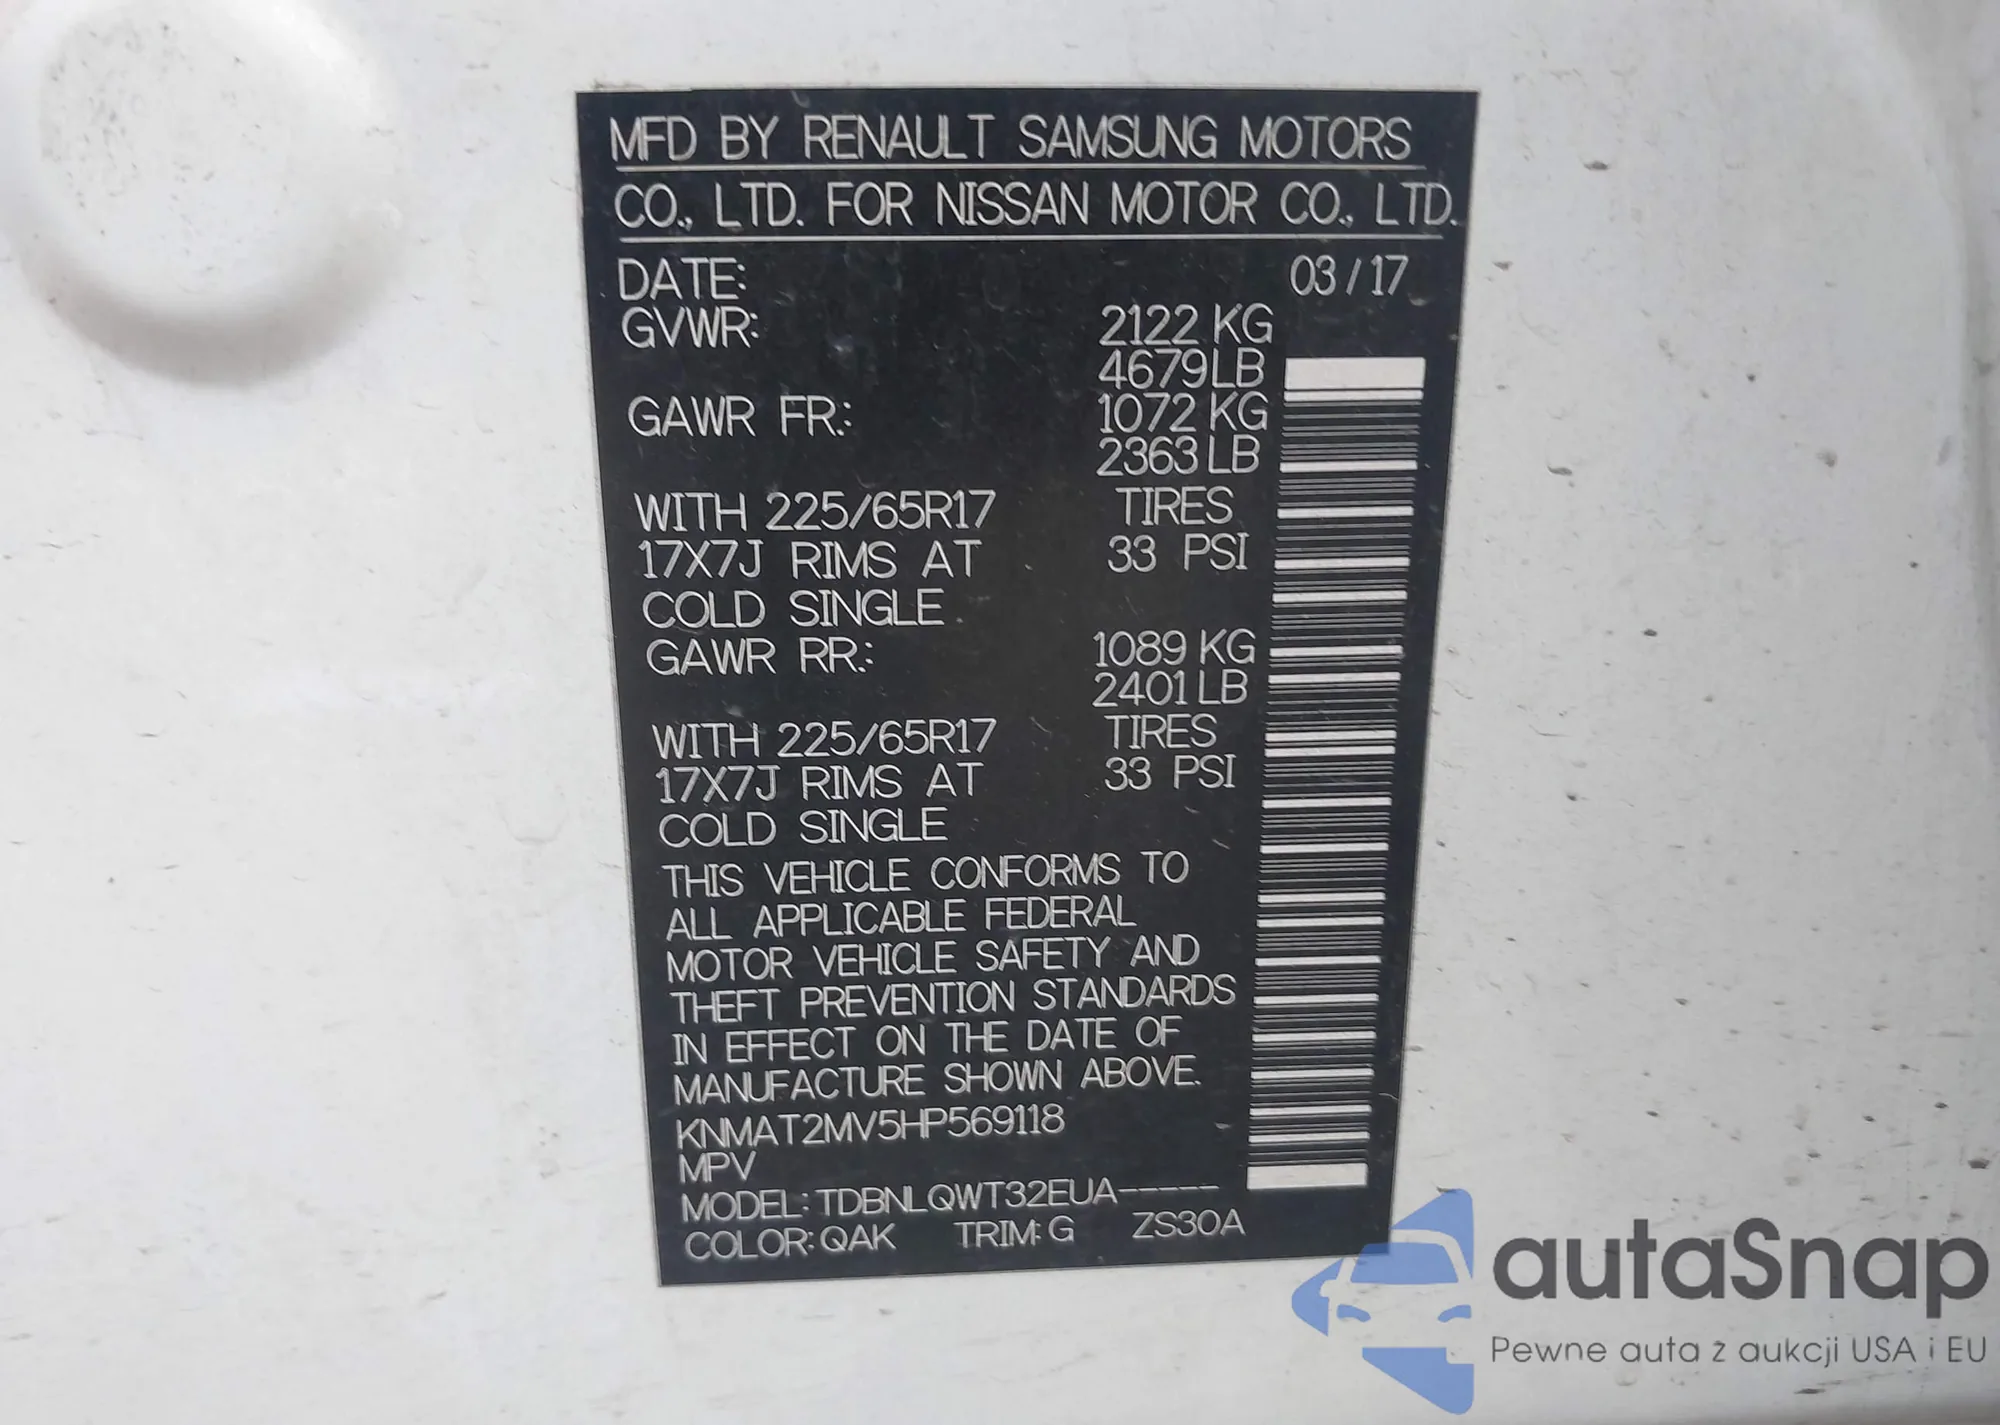 MFD BY RENAULT SAMSUNG MOTORS
CO., LTD. FOR NISSAN MOTOR CO., LTD.
DATE: 03/17
GVWR: 2122 KG
4679 LB
GAWR FR.: 1072 KG
2363 LB
WITH 225/65R17 TIRES
17X7J RIMS AT 33 PSI
COLD SINGLE
GAWR RR.: 1089 KG
2401 LB
WITH 225/65R17 TIRES
17X7J RIMS AT 33 PSI
COLD SINGLE
THIS VEHICLE CONFORMS TO
ALL APPLICABLE FEDERAL
MOTOR VEHICLE SAFETY AND
THEFT PREVENTION STANDARDS
IN EFFECT ON THE DATE OF
MANUFACTURE SHOWN ABOVE.
KNMAT2MV5HP569118
MPV
MODEL: TDBNLQWT32EUA-----
COLOR: QAK TRIM: G ZS30A
autaSnap
Pewne auta z aukcji USA i EU